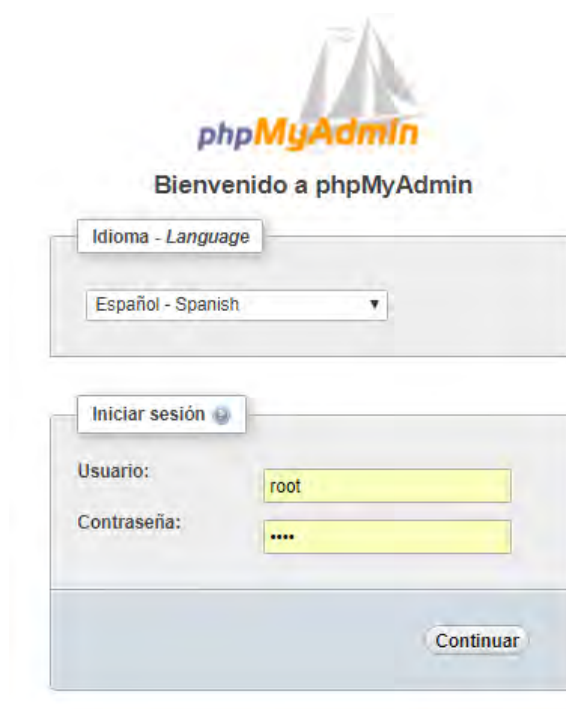 phpMyAdmin
Bienvenido a phpMyAdmin
Idioma - Language
Español - Spanish
Iniciar sesión
Usuario:
root
Contraseña:
••••
Continuar